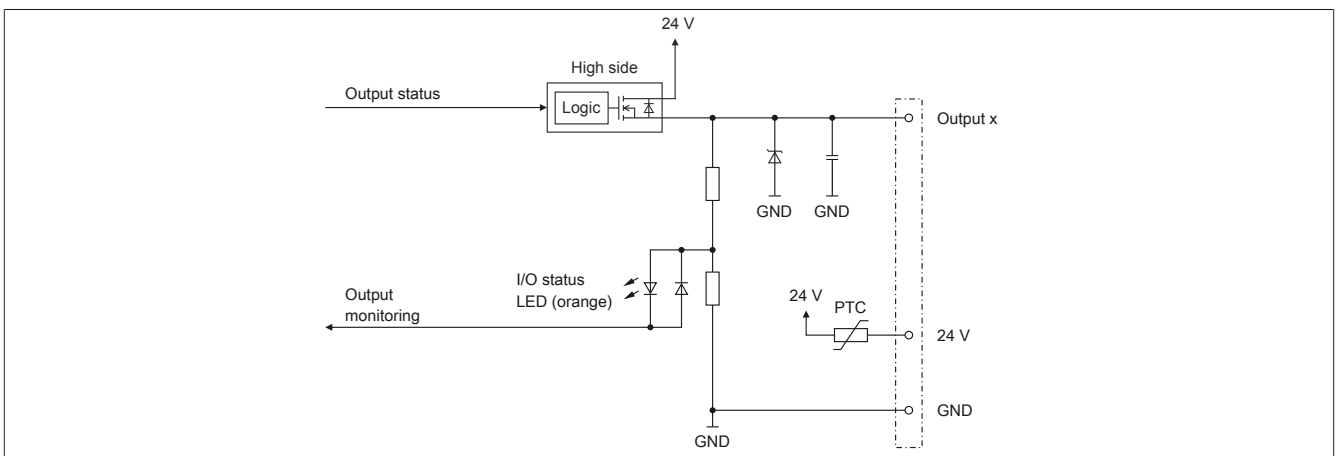 24 V
High side
Output status
Logic
Output x
GND
GND
I/O status
LED (orange)
Output
monitoring
24 V
PTC
24 V
GND
GND